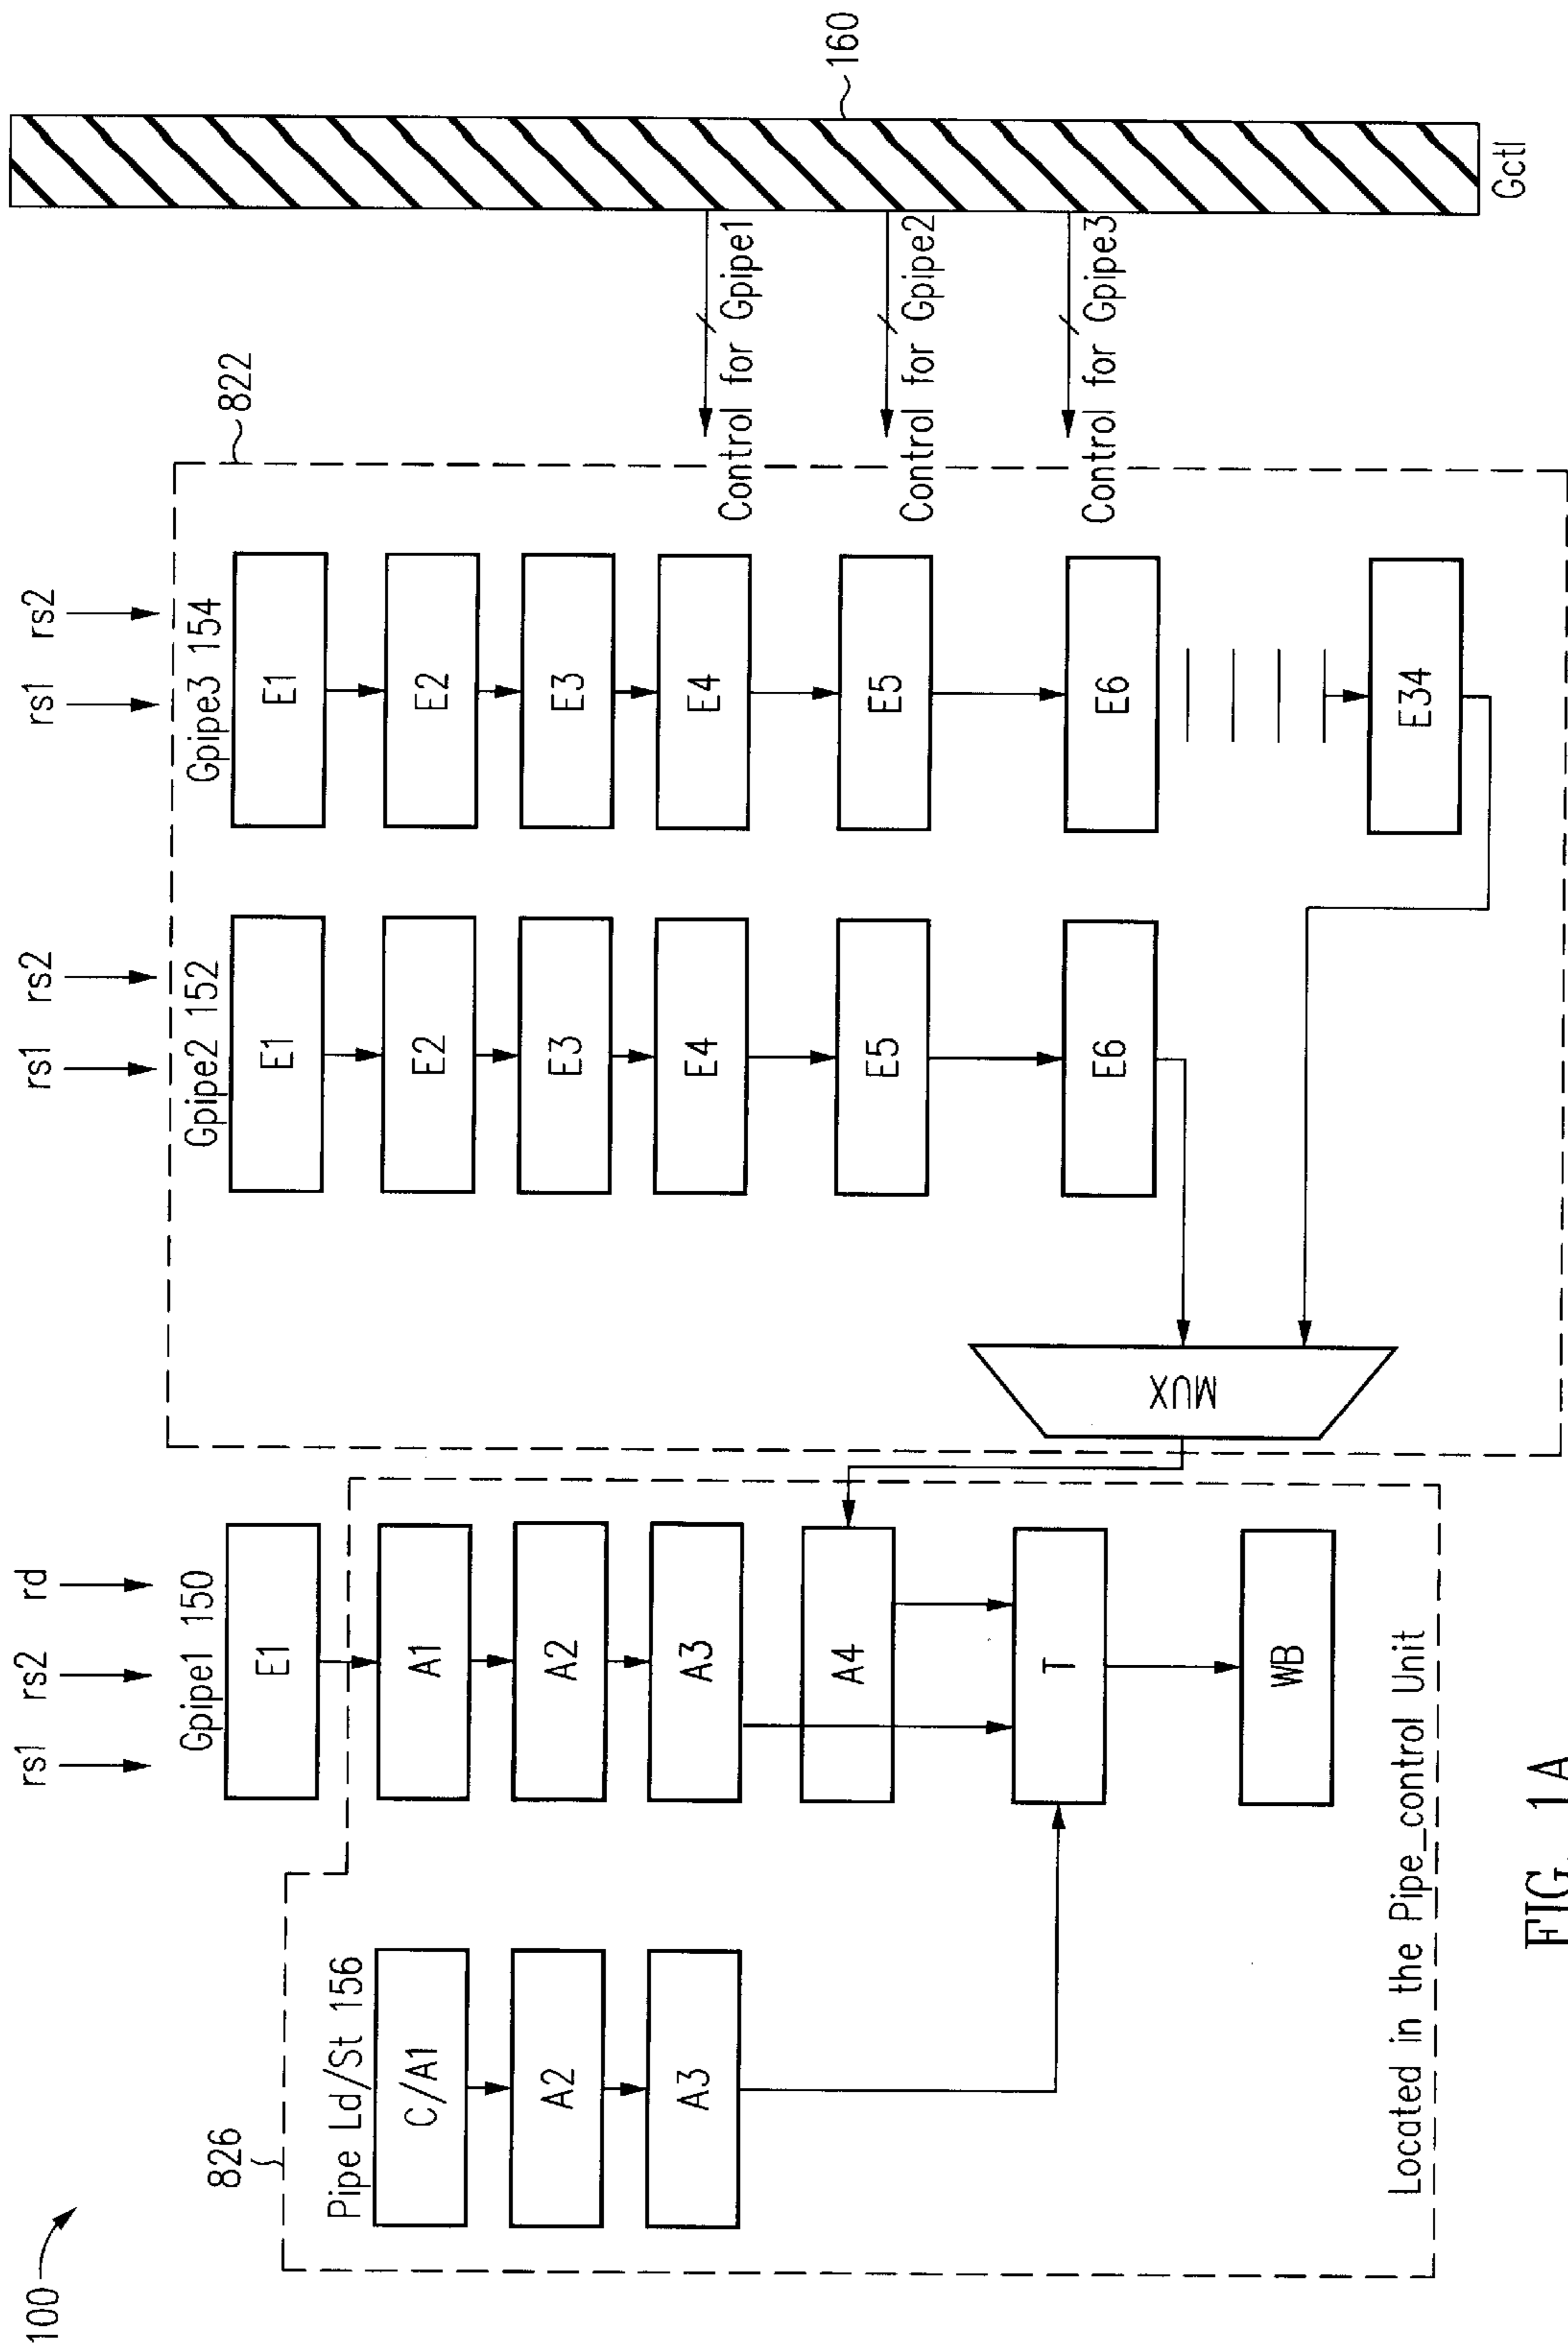 100
826
Pipe Ld/St 156
C/A1
A2
A3
rs1 rs2 rd
Gpipe1 150
E1
A1
A2
A3
A4
T
WB
Located in the Pipe_control Unit
MUX
rs1 rs2
Gpipe2 152
E1
E2
E3
E4
E5
E6
rs1 rs2
Gpipe3 154
E1
E2
E3
E4
E5
E6
E34
822
Control for Gpipe1
Control for Gpipe2
Control for Gpipe3
160
Gctl
FIG. 1A